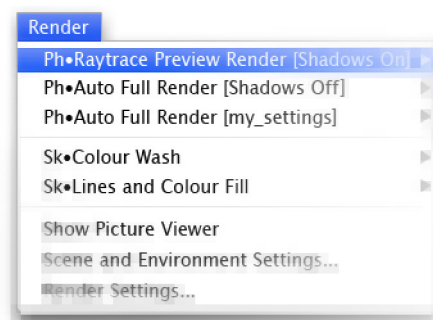 Render
Ph•Raytrace Preview Render [Shadows On]
Ph•Auto Full Render [Shadows Off]
Ph•Auto Full Render [my_settings]
Sk•Colour Wash
Sk•Lines and Colour Fill
Show Picture Viewer
Scene and Environment Settings...
Render Settings...